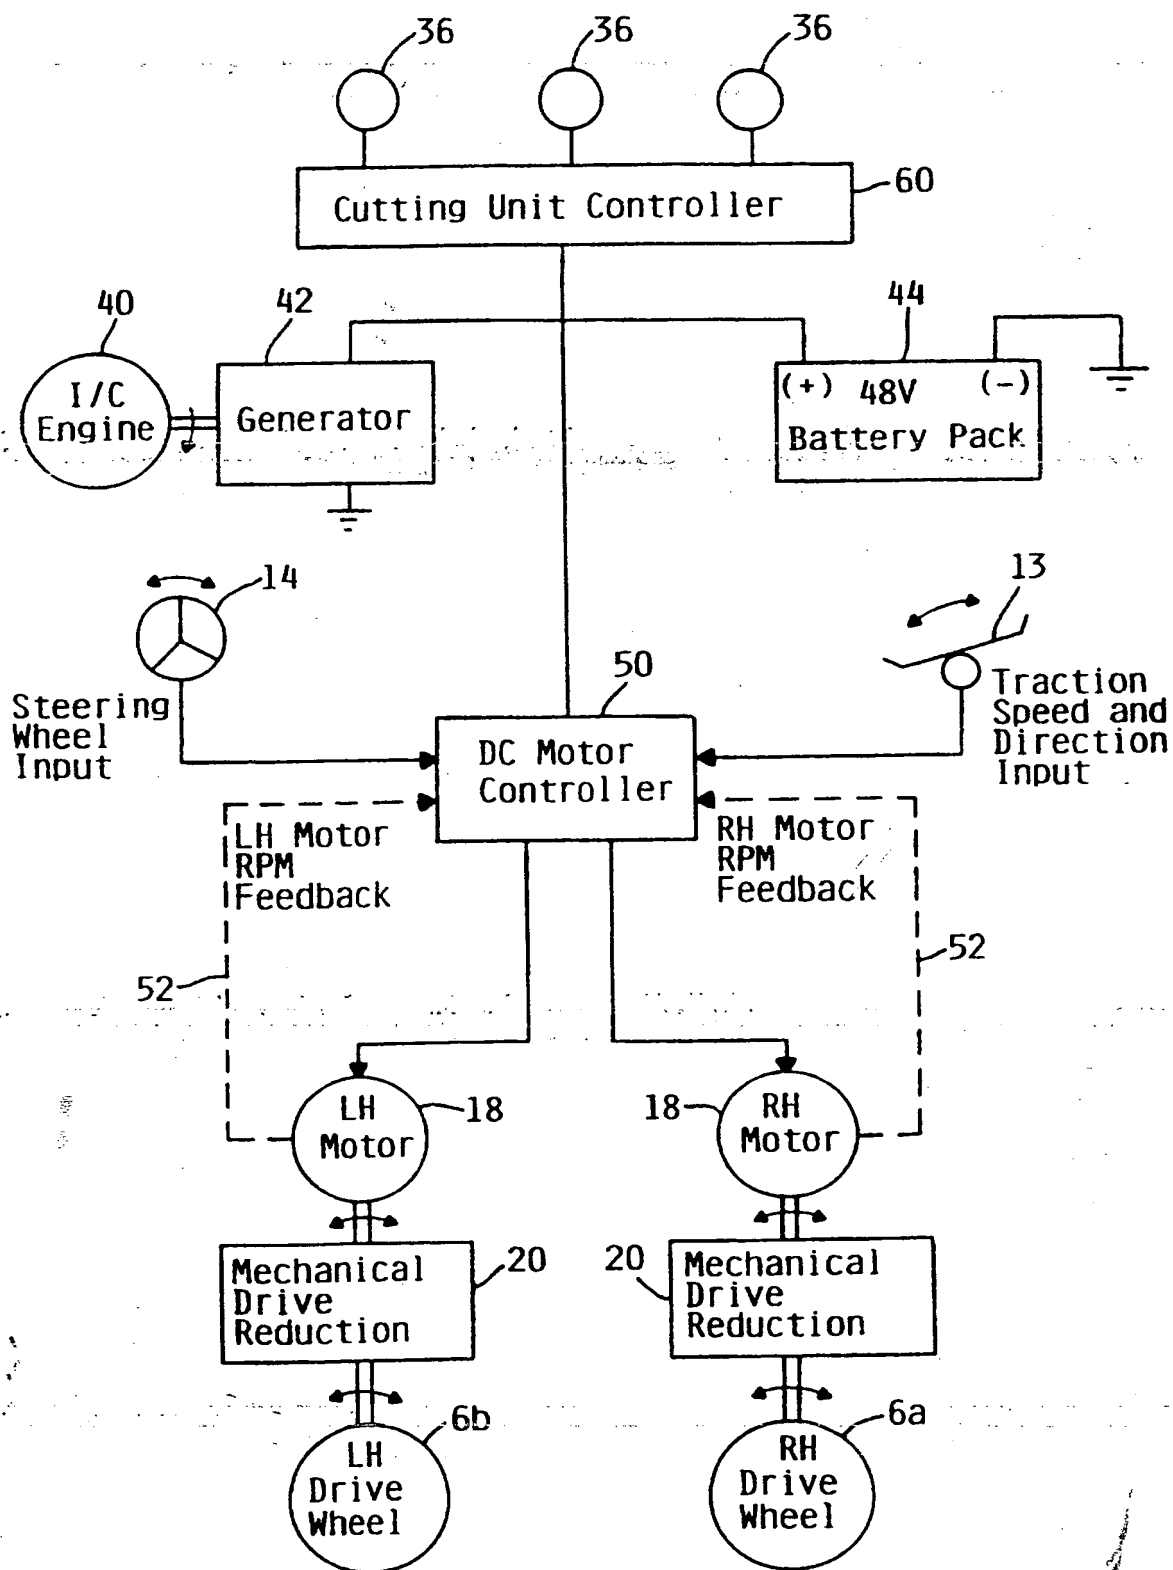 36
36
36
Cutting Unit Controller
60
40
42
44
I/C
Engine
Generator
(+) 48V (-)
Battery Pack
14
13
Steering
Wheel
Input
50
DC Motor
Controller
Traction
Speed and
Direction
Input
LH Motor
RPM
Feedback
RH Motor
RPM
Feedback
52
52
LH
Motor
18
18
RH
Motor
Mechanical
Drive
Reduction
20
20
Mechanical
Drive
Reduction
6b
6a
LH
Drive
Wheel
RH
Drive
Wheel